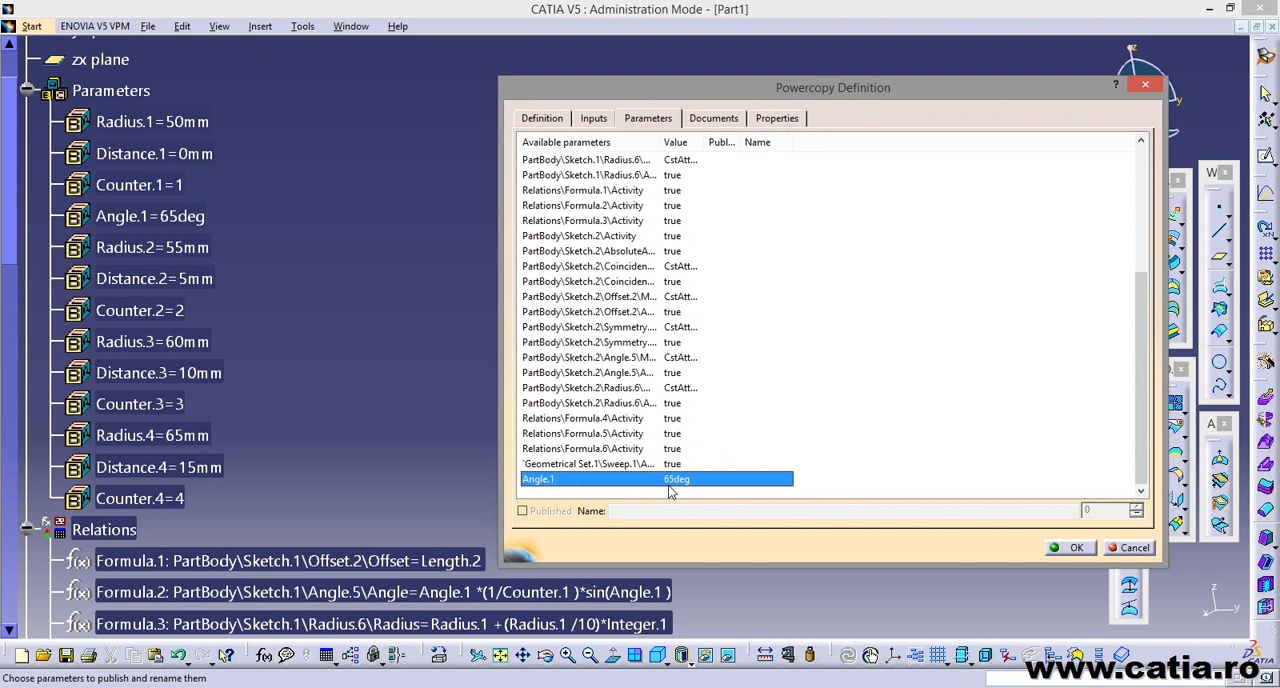 CATIA V5 : Administration Mode - [Part1]
Start ENOVIA V5 VPM File Edit View Insert Tools Window Help
zx plane
Parameters
Radius.1=50mm
Distance.1=0mm
Counter.1=1
Angle.1=65deg
Radius.2=55mm
Distance.2=5mm
Counter.2=2
Radius.3=60mm
Distance.3=10mm
Counter.3=3
Radius.4=65mm
Distance.4=15mm
Counter.4=4
Relations
Formula.1: PartBody\Sketch.1\Offset.2\Offset=Length.2
Formula.2: PartBody\Sketch.1\Angle.5\Angle=Angle.1 *(1/Counter.1 )*sin(Angle.1 )
Formula.3: PartBody\Sketch.1\Radius.6\Radius=Radius.1 +(Radius.1 /10)*Integer.1
Powercopy Definition
?
Definition Inputs Parameters Documents Properties
Available parameters Value Publ... Name
PartBody\Sketch.1\Radius.6\... CstAtt...
PartBody\Sketch.1\Radius.6\A... true
Relations\Formula.1\Activity true
Relations\Formula.2\Activity true
Relations\Formula.3\Activity true
PartBody\Sketch.2\Activity true
PartBody\Sketch.2\AbsoluteA... true
PartBody\Sketch.2\Coinciden... CstAtt...
PartBody\Sketch.2\Coinciden... true
PartBody\Sketch.2\Offset.2\M... CstAtt...
PartBody\Sketch.2\Offset.2\A... true
PartBody\Sketch.2\Symmetry.... CstAtt...
PartBody\Sketch.2\Symmetry.... true
PartBody\Sketch.2\Angle.5\M... CstAtt...
PartBody\Sketch.2\Angle.5\A... true
PartBody\Sketch.2\Radius.6\... CstAtt...
PartBody\Sketch.2\Radius.6\A... true
Relations\Formula.4\Activity true
Relations\Formula.5\Activity true
Relations\Formula.6\Activity true
`Geometrical Set.1\Sweep.1\A... true
Angle.1 65deg
Published Name: 0
OK Cancel
z
y
W
A
z
y
www.catia.ro
Choose parameters to publish and rename them